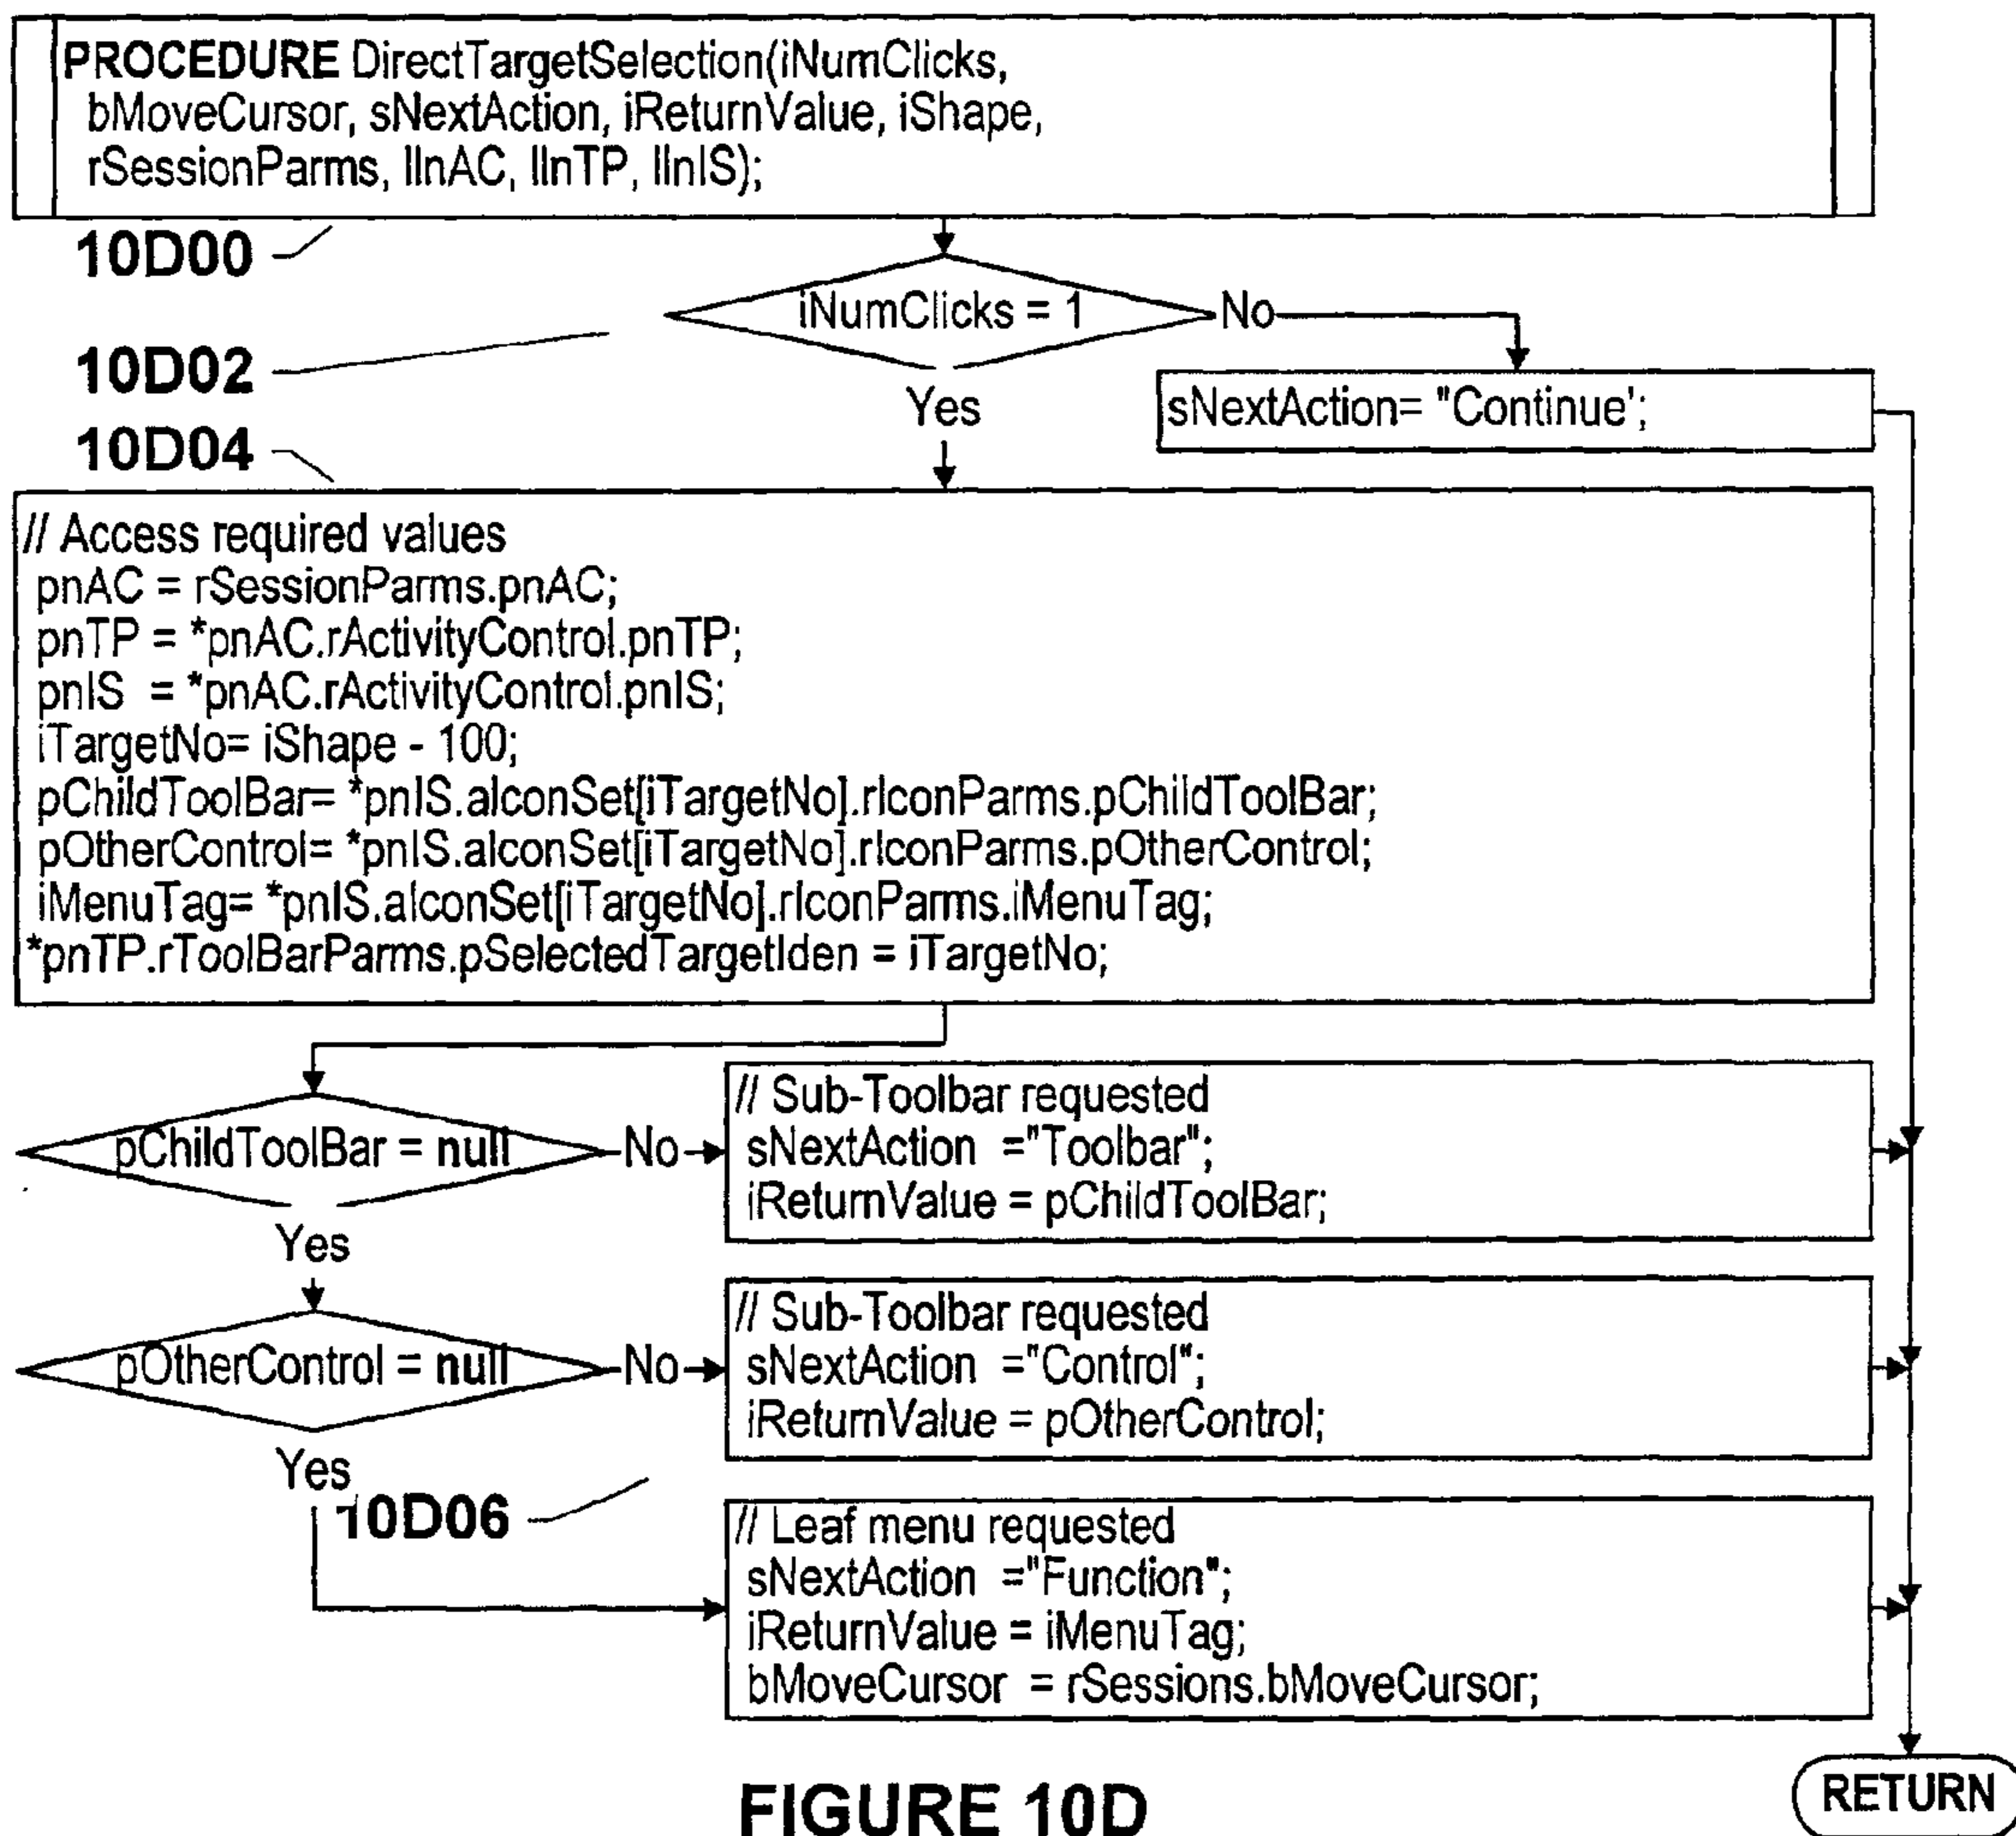 PROCEDURE DirectTargetSelection(iNumClicks,
bMoveCursor, sNextAction, iReturnValue, iShape,
rSessionParms, llnAC, llnTP, llnIS);
10D00
iNumClicks = 1
No
10D02
Yes
sNextAction= "Continue';
10D04
// Access required values
pnAC = rSessionParms.pnAC;
pnTP = *pnAC.rActivityControl.pnTP;
pnIS = *pnAC.rActivityControl.pnIS;
iTargetNo= iShape - 100;
pChildToolBar= *pnIS.aIconSet[iTargetNo].rIconParms.pChildToolBar;
pOtherControl= *pnIS.aIconSet[iTargetNo].rIconParms.pOtherControl;
iMenuTag= *pnIS.aIconSet[iTargetNo].rIconParms.iMenuTag;
*pnTP.rToolBarParms.pSelectedTargetIden = iTargetNo;
pChildToolBar = null
No
// Sub-Toolbar requested
sNextAction ="Toolbar";
iReturnValue = pChildToolBar;
Yes
pOtherControl = null
No
// Sub-Toolbar requested
sNextAction ="Control";
iReturnValue = pOtherControl;
Yes
10D06
// Leaf menu requested
sNextAction ="Function";
iReturnValue = iMenuTag;
bMoveCursor = rSessions.bMoveCursor;
FIGURE 10D
RETURN